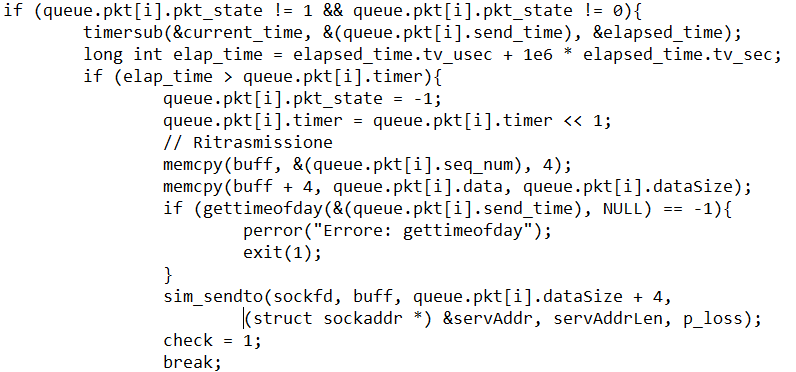 if (queue.pkt[i].pkt_state != 1 && queue.pkt[i].pkt_state != 0){
timersub(&current_time, &(queue.pkt[i].send_time), &elapsed_time);
long int elap_time = elapsed_time.tv_usec + 1e6 * elapsed_time.tv_sec;
if (elap_time > queue.pkt[i].timer){
queue.pkt[i].pkt_state = -1;
queue.pkt[i].timer = queue.pkt[i].timer << 1;
// Ritrasmissione
memcpy(buff, &(queue.pkt[i].seq_num), 4);
memcpy(buff + 4, queue.pkt[i].data, queue.pkt[i].dataSize);
if (gettimeofday(&(queue.pkt[i].send_time), NULL) == -1){
perror("Errore: gettimeofday");
exit(1);
}
sim_sendto(sockfd, buff, queue.pkt[i].dataSize + 4,
(struct sockaddr *) &servAddr, servAddrLen, p_loss);
check = 1;
break;